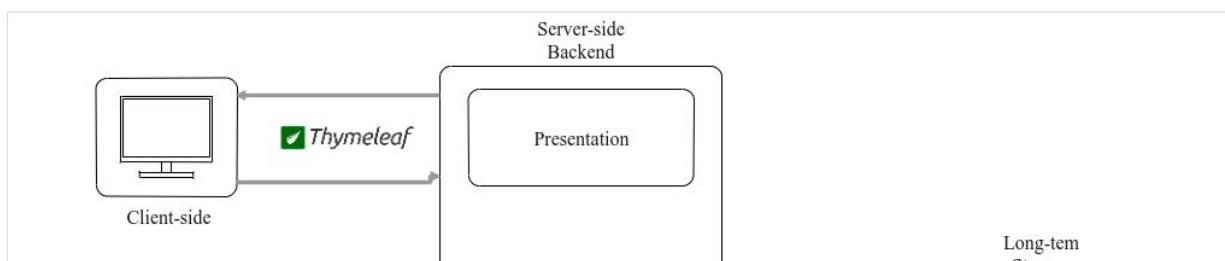 Server-side
Backend
Thymeleaf
Presentation
Client-side
Long-tem